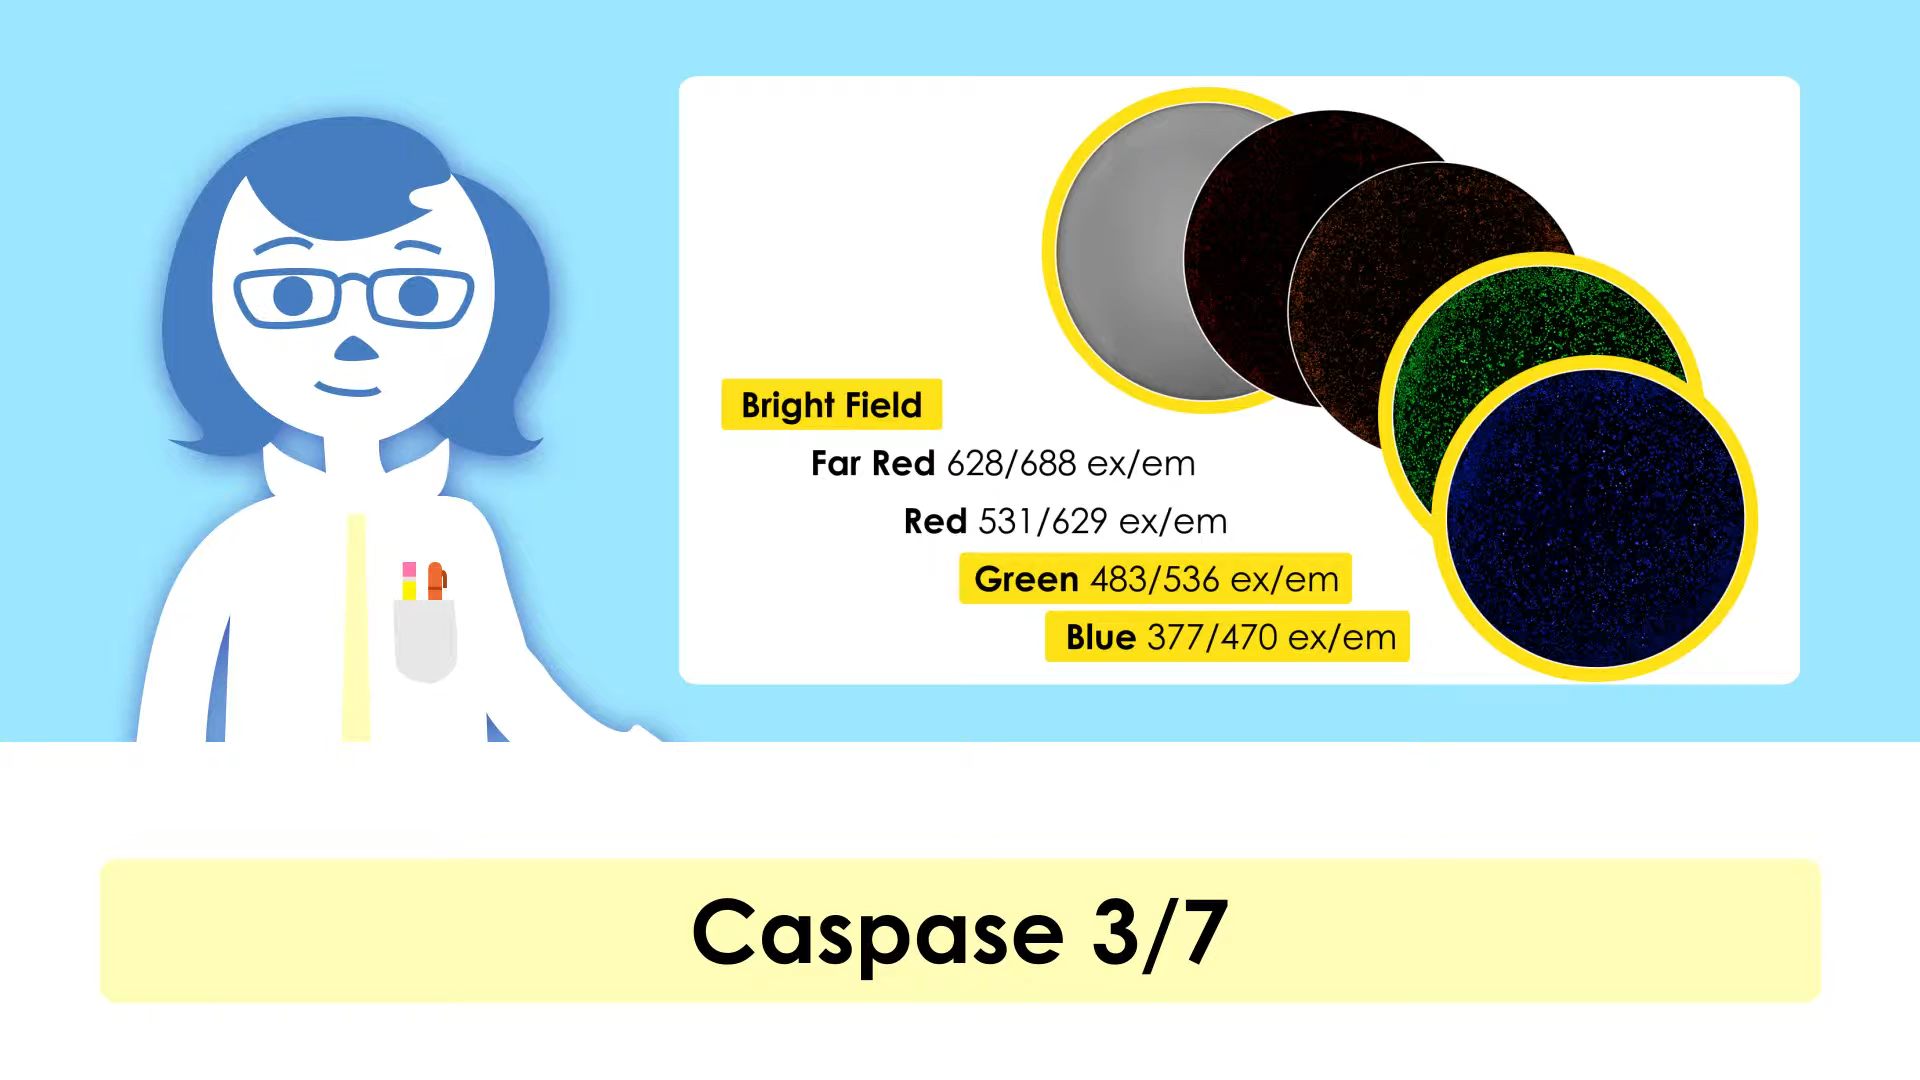 Bright Field
Far Red 628/688 ex/em
Red 531/629 ex/em
Green 483/536 ex/em
Blue 377/470 ex/em
Caspase 3/7